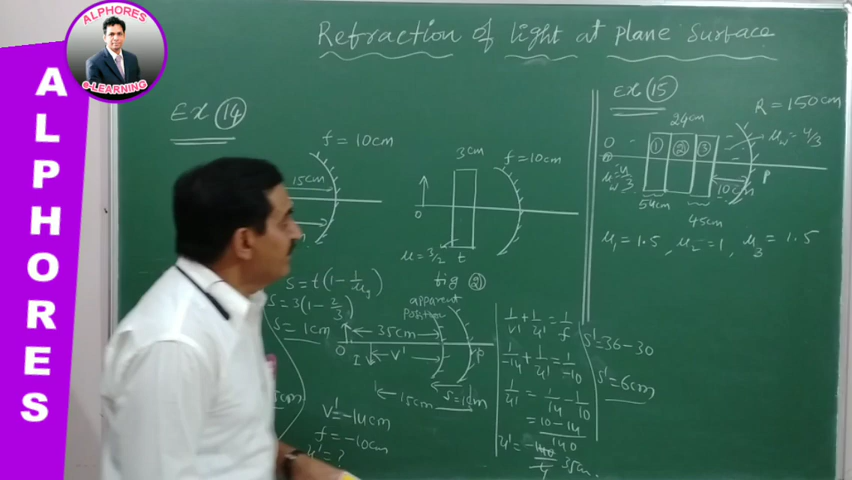 ALPHORES
e-LEARNING
ALPHORES
Refraction of light at plane Surface
Ex 14
f = 10cm
15cm
3cm
f = 10cm
O
μ = 3/2
t
fig 2
S = t(1 - 1/μg)
S = 3(1 - 2/3)
S = 1cm
apparent
Position
35cm
O
I
v'
P
15cm
S = 1cm
v' = -14cm
f = -10cm
u' = ?
1/v' + 1/u' = 1/f
1/-14 + 1/u' = 1/-10
1/u' = 1/14 - 1/10
= 10 - 14/140
35cm.
S' = 36 - 30
S' = 6cm
Ex 15
R = 150cm
24cm
μw = 4/3
O
1 2 3
10cm
P
54cm
45cm
μ1 = 1.5, μ2 = 1, μ3 = 1.5